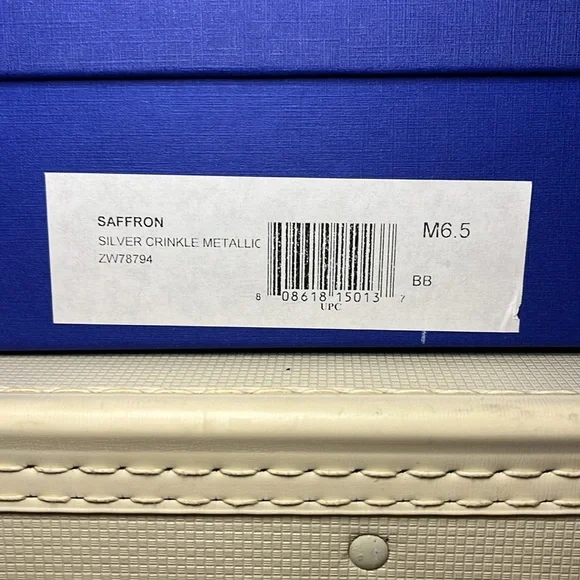 SAFFRON
SILVER CRINKLE METALLIC
ZW78794
M6.5
BB
8 08618 15013 7
UPC